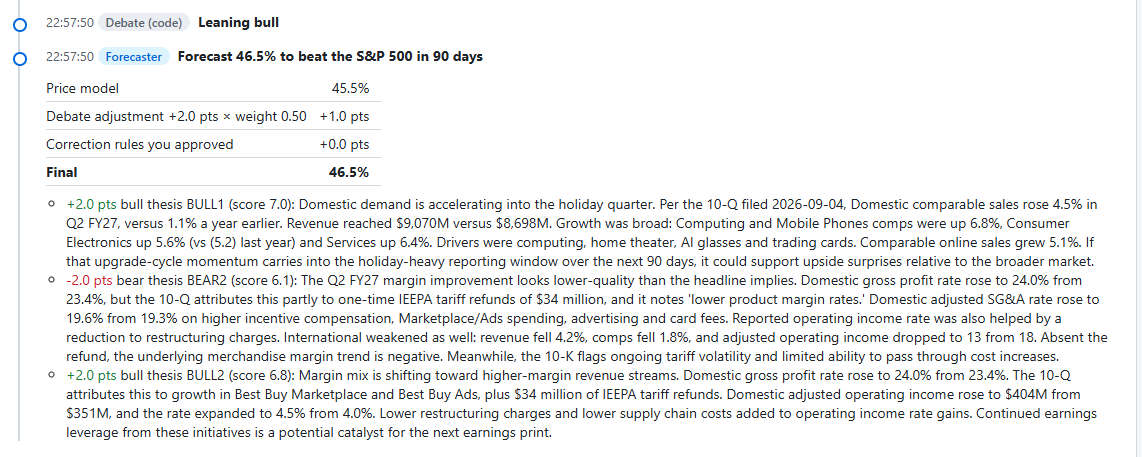 22:57:50 Debate (code) Leaning bull
22:57:50 Forecaster Forecast 46.5% to beat the S&P 500 in 90 days
Price model 45.5%
Debate adjustment +2.0 pts × weight 0.50 +1.0 pts
Correction rules you approved +0.0 pts
Final 46.5%
+2.0 pts bull thesis BULL1 (score 7.0): Domestic demand is accelerating into the holiday quarter. Per the 10-Q filed 2026-09-04, Domestic comparable sales rose 4.5% in
Q2 FY27, versus 1.1% a year earlier. Revenue reached $9,070M versus $8,698M. Growth was broad: Computing and Mobile Phones comps were up 6.8%, Consumer
Electronics up 5.6% (vs (5.2) last year) and Services up 6.4%. Drivers were computing, home theater, AI glasses and trading cards. Comparable online sales grew 5.1%. If
that upgrade-cycle momentum carries into the holiday-heavy reporting window over the next 90 days, it could support upside surprises relative to the broader market.
-2.0 pts bear thesis BEAR2 (score 6.1): The Q2 FY27 margin improvement looks lower-quality than the headline implies. Domestic gross profit rate rose to 24.0% from
23.4%, but the 10-Q attributes this partly to one-time IEEPA tariff refunds of $34 million, and it notes 'lower product margin rates.' Domestic adjusted SG&A rate rose to
19.6% from 19.3% on higher incentive compensation, Marketplace/Ads spending, advertising and card fees. Reported operating income rate was also helped by a
reduction to restructuring charges. International weakened as well: revenue fell 4.2%, comps fell 1.8%, and adjusted operating income dropped to 13 from 18. Absent the
refund, the underlying merchandise margin trend is negative. Meanwhile, the 10-K flags ongoing tariff volatility and limited ability to pass through cost increases.
+2.0 pts bull thesis BULL2 (score 6.8): Margin mix is shifting toward higher-margin revenue streams. Domestic gross profit rate rose to 24.0% from 23.4%. The 10-Q
attributes this to growth in Best Buy Marketplace and Best Buy Ads, plus $34 million of IEEPA tariff refunds. Domestic adjusted operating income rose to $404M from
$351M, and the rate expanded to 4.5% from 4.0%. Lower restructuring charges and lower supply chain costs added to operating income rate gains. Continued earnings
leverage from these initiatives is a potential catalyst for the next earnings print.